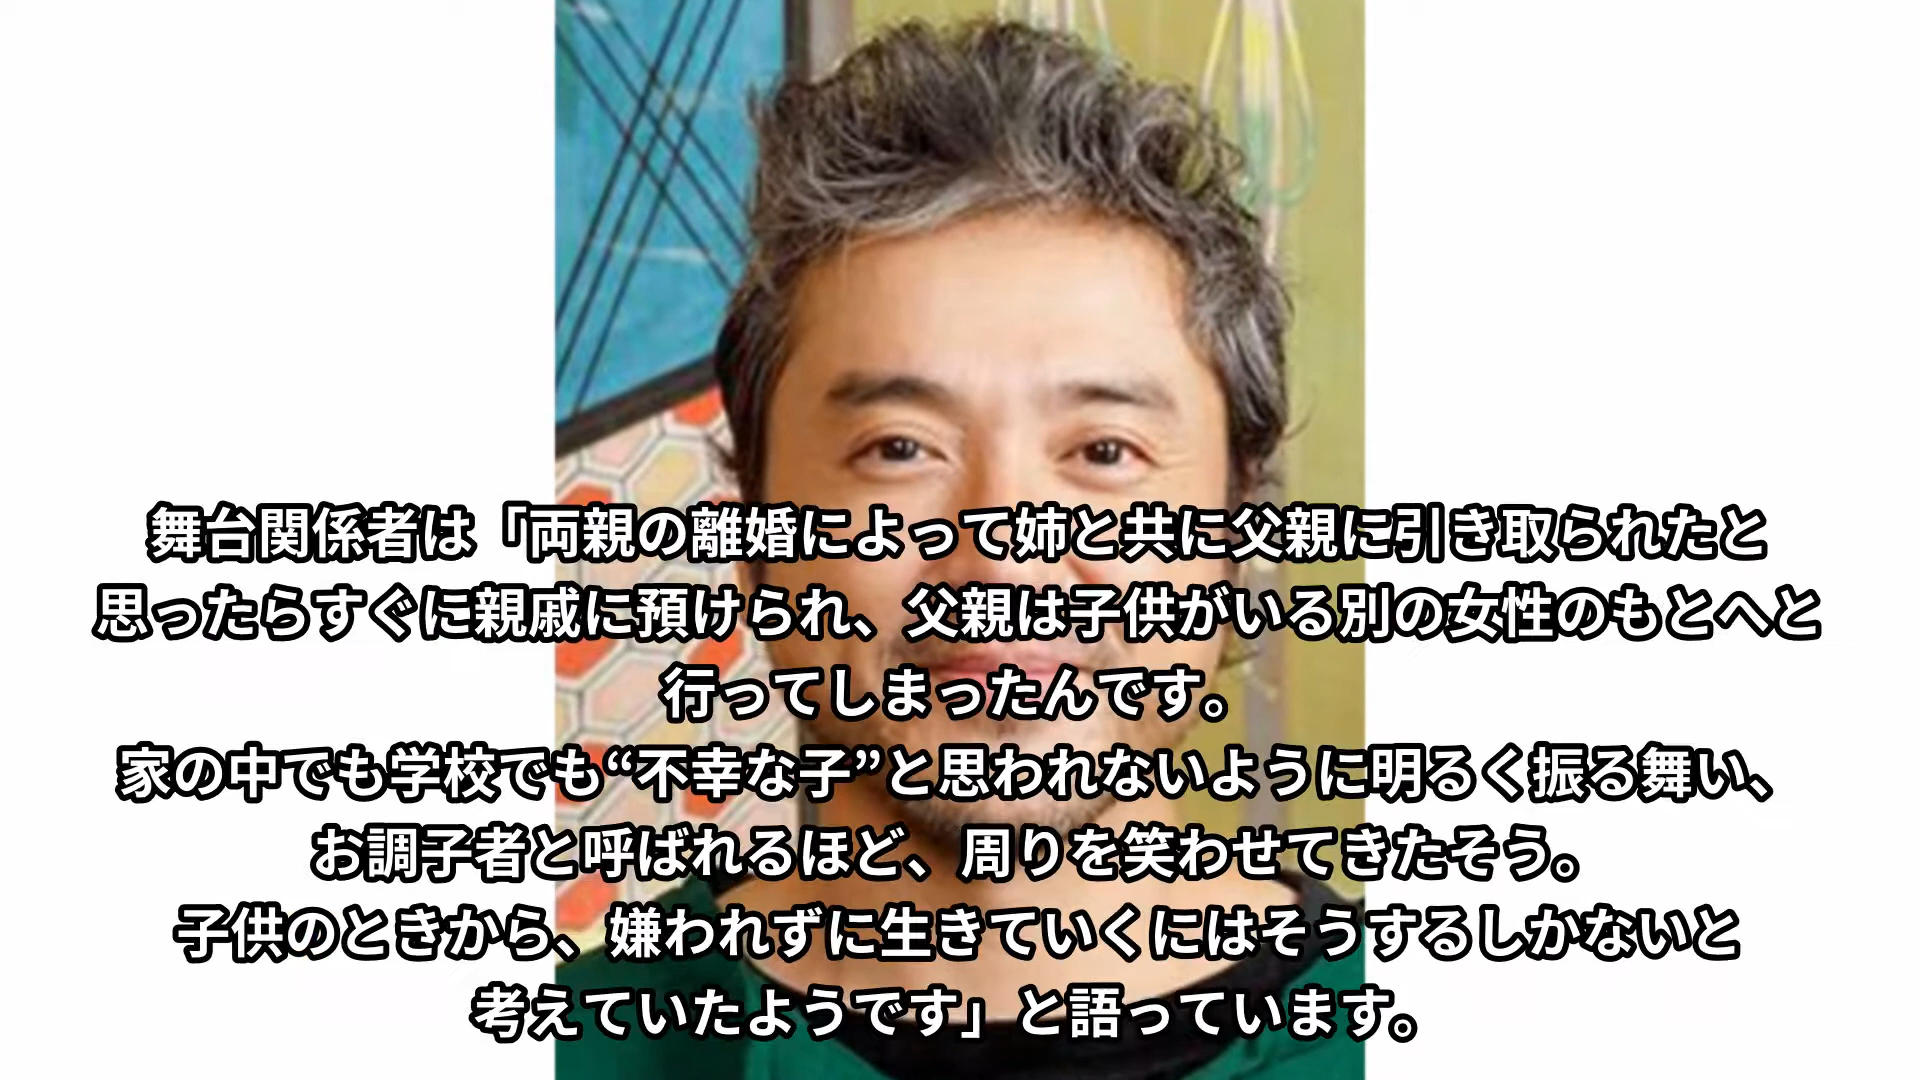 舞台関係者は「両親の離婚によって姉と共に父親に引き取られたと
思ったらすぐに親戚に預けられ、父親は子供がいる別の女性のもとへと
行ってしまったんです。
家の中でも学校でも“不幸な子”と思われないように明るく振る舞い、
お調子者と呼ばれるほど、周りを笑わせてきたそう。
子供のときから、嫌われずに生きていくにはそうするしかないと
考えていたようです」と語っています。